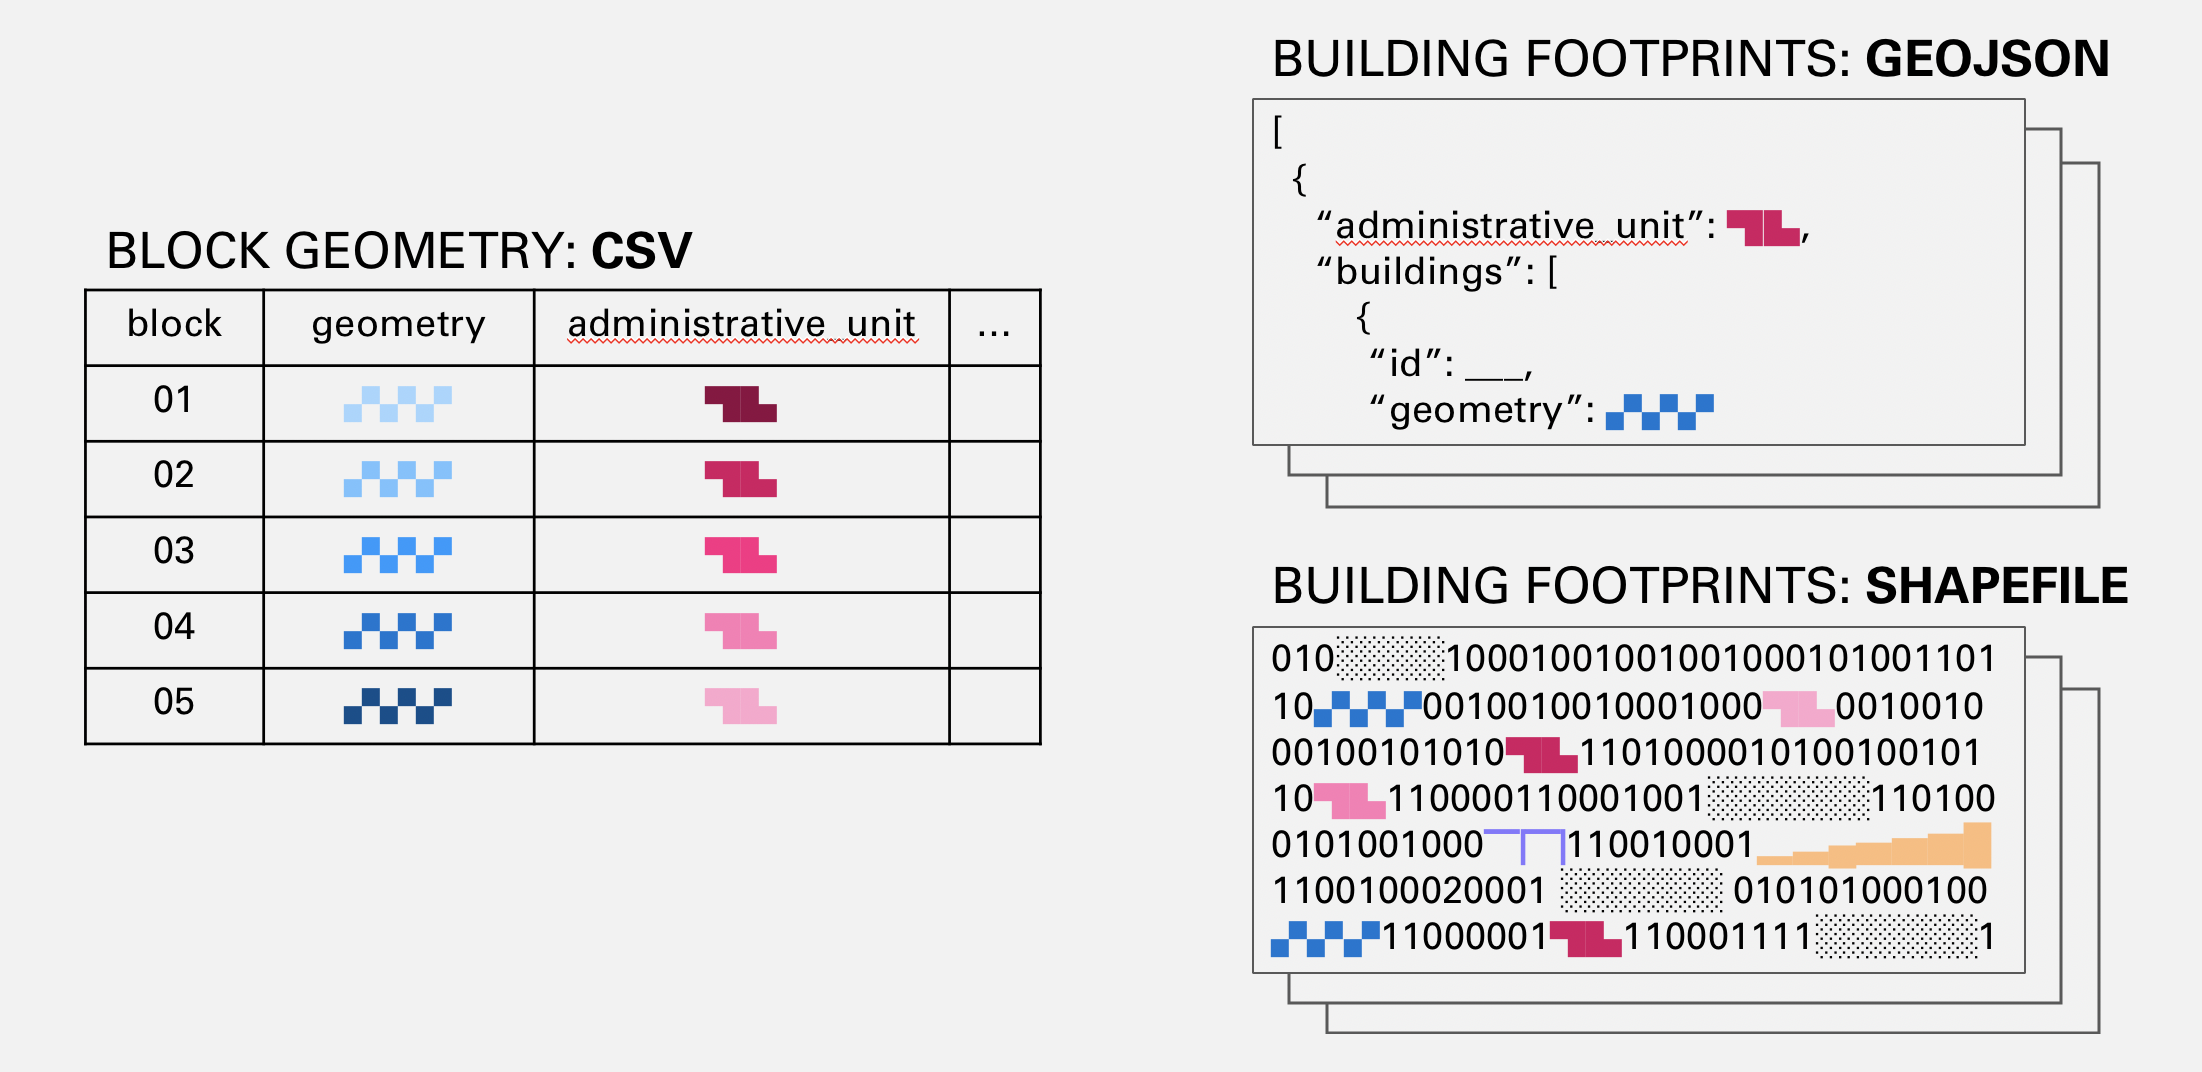 BLOCK GEOMETRY: CSV
block geometry administrative_unit ...
01
02
03
04
05
BUILDING FOOTPRINTS: GEOJSON
[
{
“administrative_unit”: ,
“buildings”: [
{
“id”: ___,
“geometry”:
BUILDING FOOTPRINTS: SHAPEFILE
010 10001001001001000101001101
10 0010010010001000 0010010
00100101010 1101000010100100101
10 110000110001001 110100
0101001000 110010001
1100100020001 010101000100
11000001 110001111 1